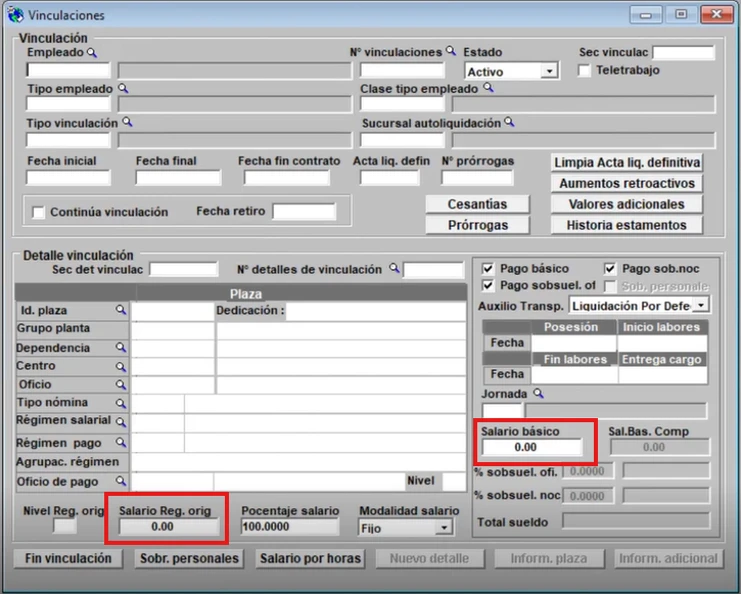 Vinculaciones
Vinculación
Empleado Nº vinculaciones Estado Sec vinculac
Activo Teletrabajo
Tipo empleado Clase tipo empleado
Tipo vinculación Sucursal autoliquidación
Fecha inicial Fecha final Fecha fin contrato Acta liq. defin Nº prórrogas Limpia Acta liq. definitiva
Aumentos retroactivos
Continúa vinculación Fecha retiro Cesantías Valores adicionales
Prórrogas Historia estamentos
Detalle vinculación
Sec det vinculac Nº detalles de vinculación Pago básico Pago sob.noc
Pago sobsuel. of Sob. personale
Plaza
Id. plaza Dedicación : Auxilio Transp. Liquidación Por Defe
Grupo planta Posesión Inicio labores
Dependencia Fecha
Centro Fin labores Entrega cargo
Oficio Fecha
Tipo nómina Jornada
Régimen salarial
Régimen pago Salario básico Sal.Bas. Comp
0.00 0.00
Agrupac. régimen % sobsuel. ofi. 0.0000
Oficio de pago Nivel
% sobsuel. noc 0.0000
Nivel Reg. orig Salario Reg. orig Pocentaje salario Modalidad salario
0.00 100.0000 Fijo Total sueldo
Fin vinculación Sobr. personales Salario por horas Nuevo detalle Inform. plaza Inform. adicional